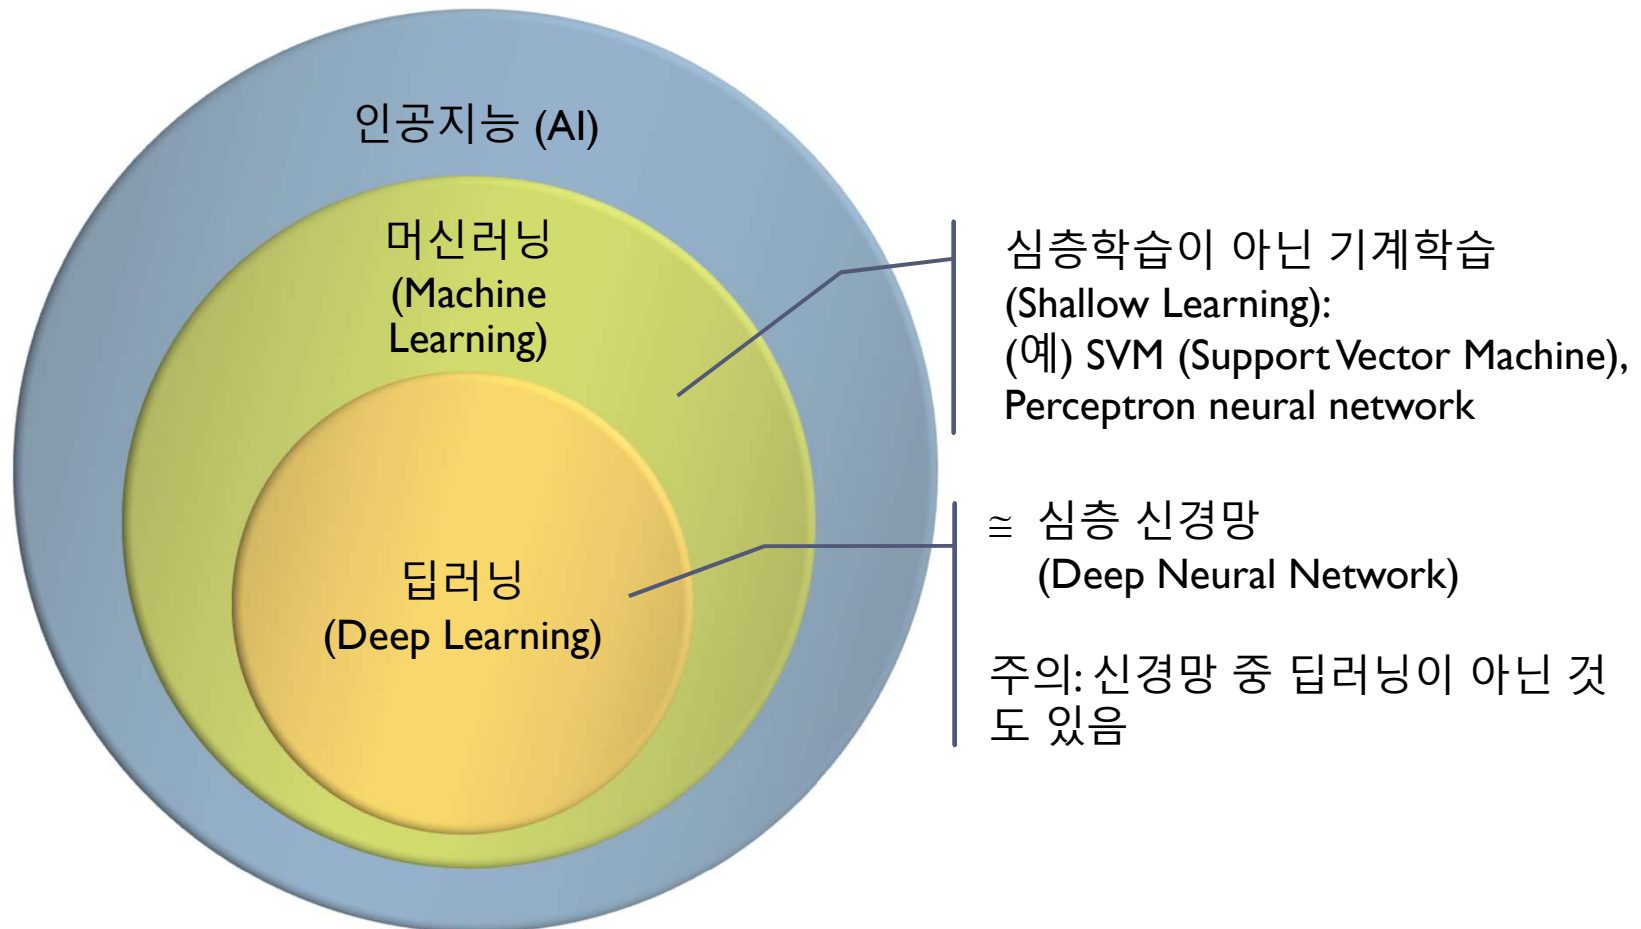 인공지능 (AI)
머신러닝
(Machine
Learning)
딥러닝
(Deep Learning)
심층학습이 아닌 기계학습
(Shallow Learning):
(예) SVM (Support Vector Machine),
Perceptron neural network
≅ 심층 신경망
(Deep Neural Network)
주의: 신경망 중 딥러닝이 아닌 것
도 있음